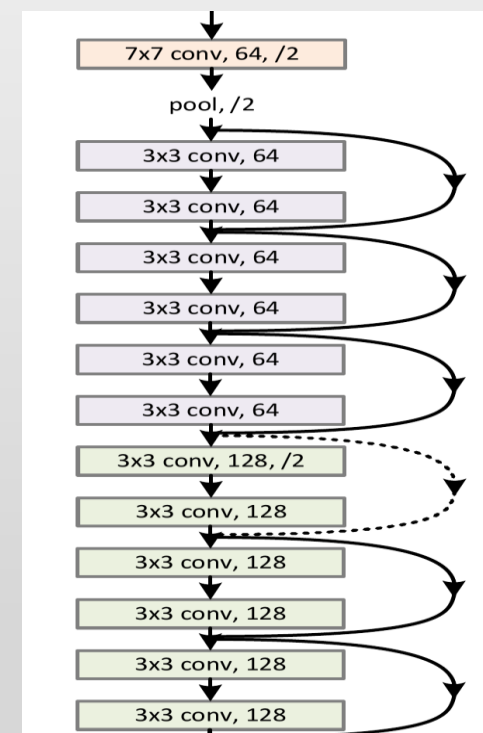 7x7 conv, 64, /2
pool, /2
3x3 conv, 64
3x3 conv, 64
3x3 conv, 64
3x3 conv, 64
3x3 conv, 64
3x3 conv, 64
3x3 conv, 128, /2
3x3 conv, 128
3x3 conv, 128
3x3 conv, 128
3x3 conv, 128
3x3 conv, 128